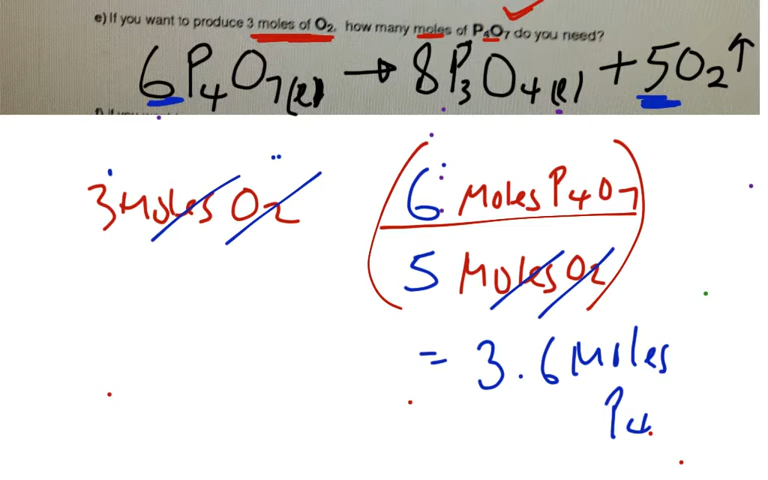 e) If you want to produce 3 moles of O2, how many moles of P4O7 do you need?
6P4O7(l) → 8P3O4(l) + 5O2↑
3 Moles O2 (6 Moles P4O7
5 Moles O2)
= 3.6 Moles
P4